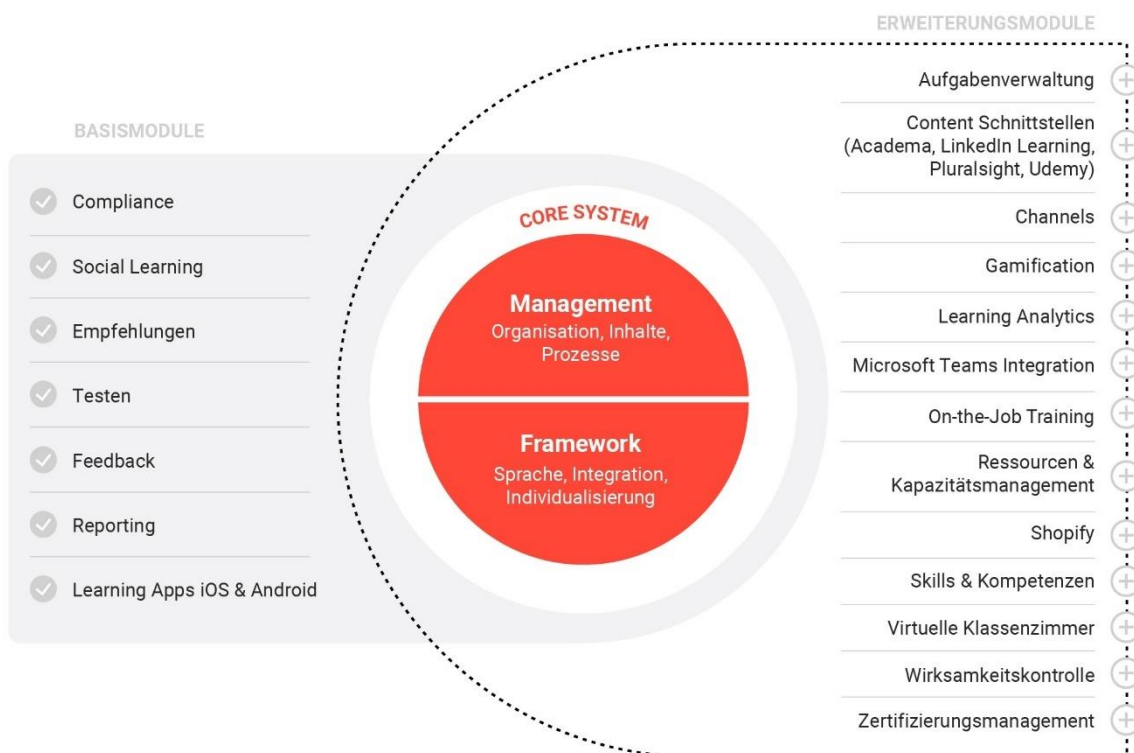 BASISMODULE
Compliance
Social Learning
Empfehlungen
Testen
Feedback
Reporting
Learning Apps iOS & Android
CORE SYSTEM
Management
Organisation, Inhalte,
Prozesse
Framework
Sprache, Integration,
Individualisierung
ERWEITERUNGSMODULE
Aufgabenverwaltung
Content Schnittstellen
(Academa, LinkedIn Learning,
Pluralsight, Udemy)
Channels
Gamification
Learning Analytics
Microsoft Teams Integration
On-the-Job Training
Ressourcen &
Kapazitätsmanagement
Shopify
Skills & Kompetenzen
Virtuelle Klassenzimmer
Wirksamkeitskontrolle
Zertifizierungsmanagement